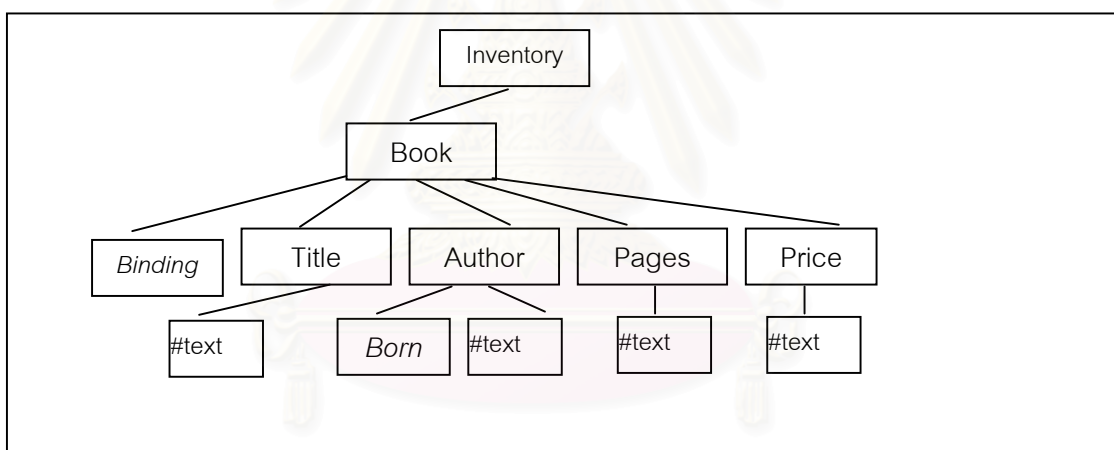 Inventory
Book
Binding
Title
Author
Pages
Price
#text
Born
#text
#text
#text